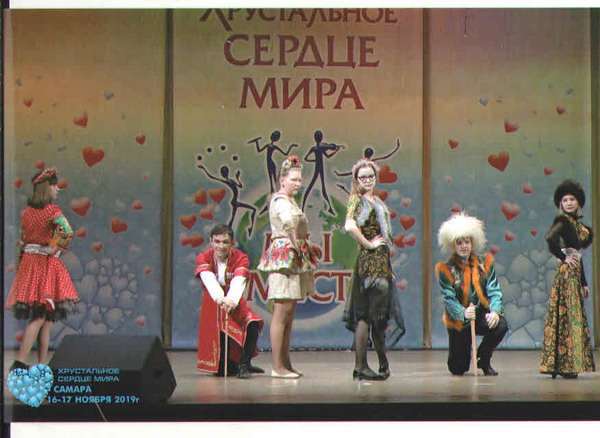 ХРУСТАЛЬНОЕ
СЕРДЦЕ
МИРА
ХРУСТАЛЬНОЕ
СЕРДЦЕ МИРА
САМАРА
16-17 НОЯБРЯ 2019г